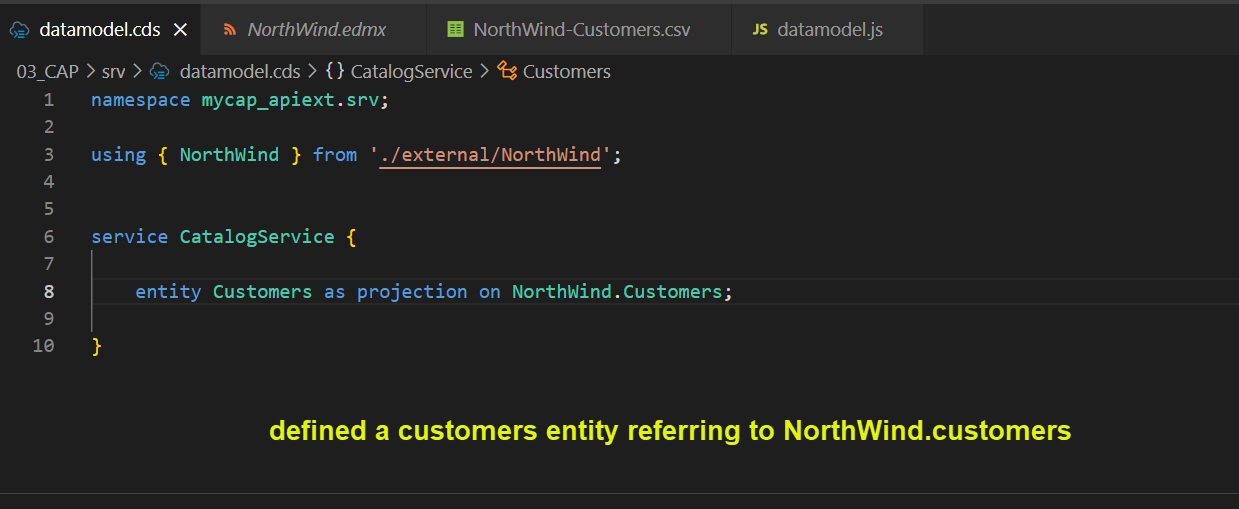 datamodel.cds NorthWind.edmx NorthWind-Customers.csv JS datamodel.js
03_CAP > srv > datamodel.cds > {} CatalogService > Customers
1 namespace mycap_apiext.srv;
2
3 using { NorthWind } from './external/NorthWind';
4
5
6 service CatalogService {
7
8 entity Customers as projection on NorthWind.Customers;
9
10 }
defined a customers entity referring to NorthWind.customers